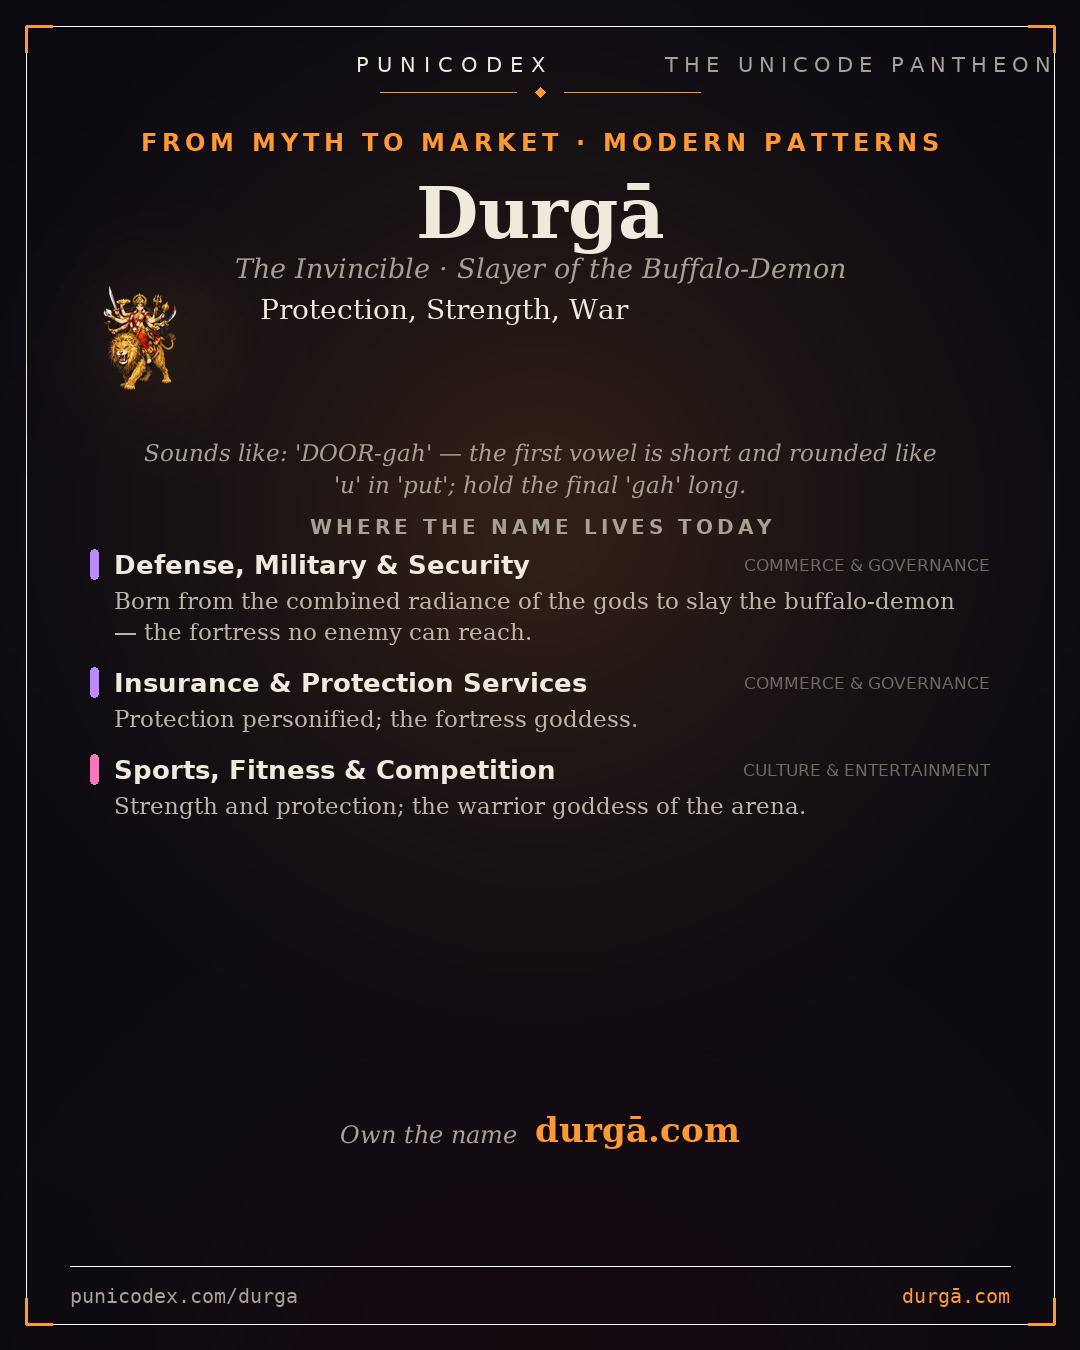 PUNICODEX THE UNICODE PANTHEON
FROM MYTH TO MARKET · MODERN PATTERNS
Durgā
The Invincible · Slayer of the Buffalo-Demon
Protection, Strength, War
Sounds like: 'DOOR-gah' — the first vowel is short and rounded like
'u' in 'put'; hold the final 'gah' long.
WHERE THE NAME LIVES TODAY
Defense, Military & Security COMMERCE & GOVERNANCE
Born from the combined radiance of the gods to slay the buffalo-demon
— the fortress no enemy can reach.
Insurance & Protection Services COMMERCE & GOVERNANCE
Protection personified; the fortress goddess.
Sports, Fitness & Competition CULTURE & ENTERTAINMENT
Strength and protection; the warrior goddess of the arena.
Own the name durgā.com
punicodex.com/durga durgā.com